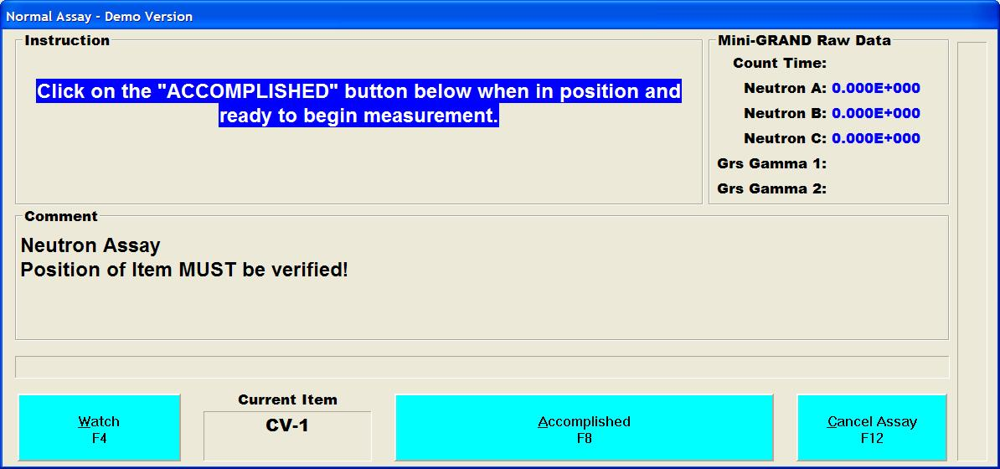 Normal Assay - Demo Version
Instruction
Click on the "ACCOMPLISHED" button below when in position and
ready to begin measurement.
Mini-GRAND Raw Data
Count Time:
Neutron A: 0.000E+000
Neutron B: 0.000E+000
Neutron C: 0.000E+000
Grs Gamma 1:
Grs Gamma 2:
Comment
Neutron Assay
Position of Item MUST be verified!
Watch
F4
Current Item
CV-1
Accomplished
F8
Cancel Assay
F12